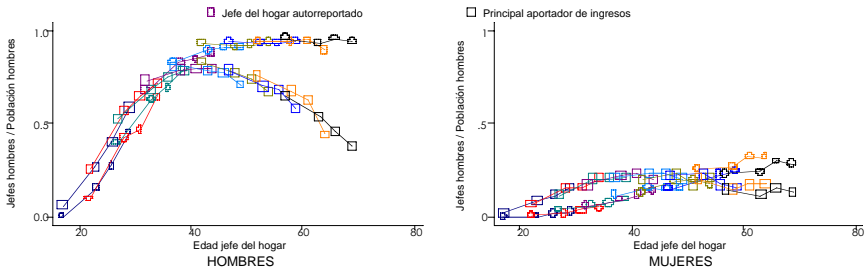 Jefe del hogar autorreportado
Principal aportador de ingresos
Jefes hombres / Población hombres
1.0
0.5
0.0
20
40
60
80
Edad jefe del hogar
HOMBRES
Jefes hombres / Población hombres
1
.5
0
20
40
60
80
Edad jefe del hogar
MUJERES